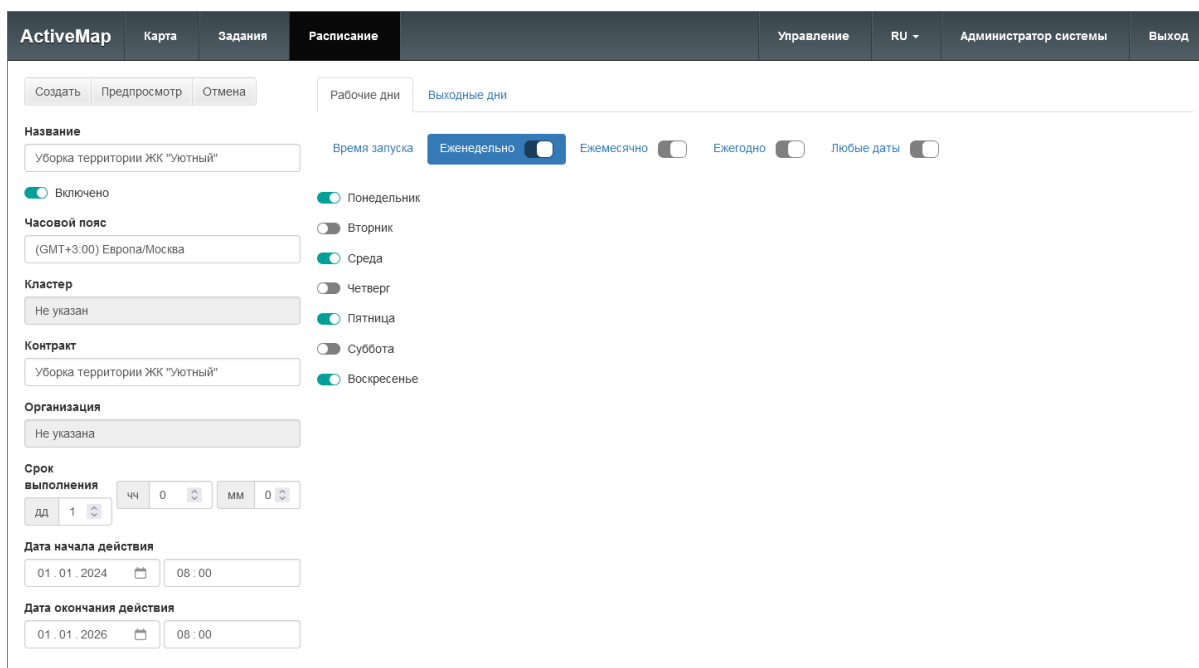 ActiveMap Карта Задания Расписание Управление RU Администратор системы Выход
Создать Предпросмотр Отмена
Рабочие дни Выходные дни
Название
Уборка территории ЖК "Уютный"
Время запуска Еженедельно Ежемесячно Ежегодно Любые даты
Включено
Часовой пояс
(GMT+3:00) Европа/Москва
Кластер
Не указан
Контракт
Уборка территории ЖК "Уютный"
Организация
Не указана
Срок
выполнения
дд 1 чч 0 мм 0
Дата начала действия
01.01.2024 08:00
Дата окончания действия
01.01.2026 08:00
Понедельник
Вторник
Среда
Четверг
Пятница
Суббота
Воскресенье